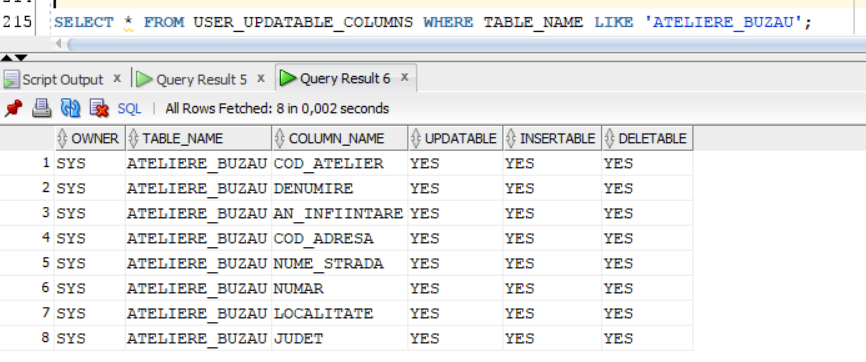 215 SELECT * FROM USER_UPDATABLE_COLUMNS WHERE TABLE_NAME LIKE 'ATELIERE_BUZAU';
Script Output x Query Result 5 x Query Result 6 x
SQL | All Rows Fetched: 8 in 0,002 seconds
OWNER TABLE_NAME COLUMN_NAME UPDATABLE INSERTABLE DELETABLE
1 SYS ATELIERE_BUZAU COD_ATELIER YES YES YES
2 SYS ATELIERE_BUZAU DENUMIRE YES YES YES
3 SYS ATELIERE_BUZAU AN_INFIINTARE YES YES YES
4 SYS ATELIERE_BUZAU COD_ADRESA YES YES YES
5 SYS ATELIERE_BUZAU NUME_STRADA YES YES YES
6 SYS ATELIERE_BUZAU NUMAR YES YES YES
7 SYS ATELIERE_BUZAU LOCALITATE YES YES YES
8 SYS ATELIERE_BUZAU JUDET YES YES YES